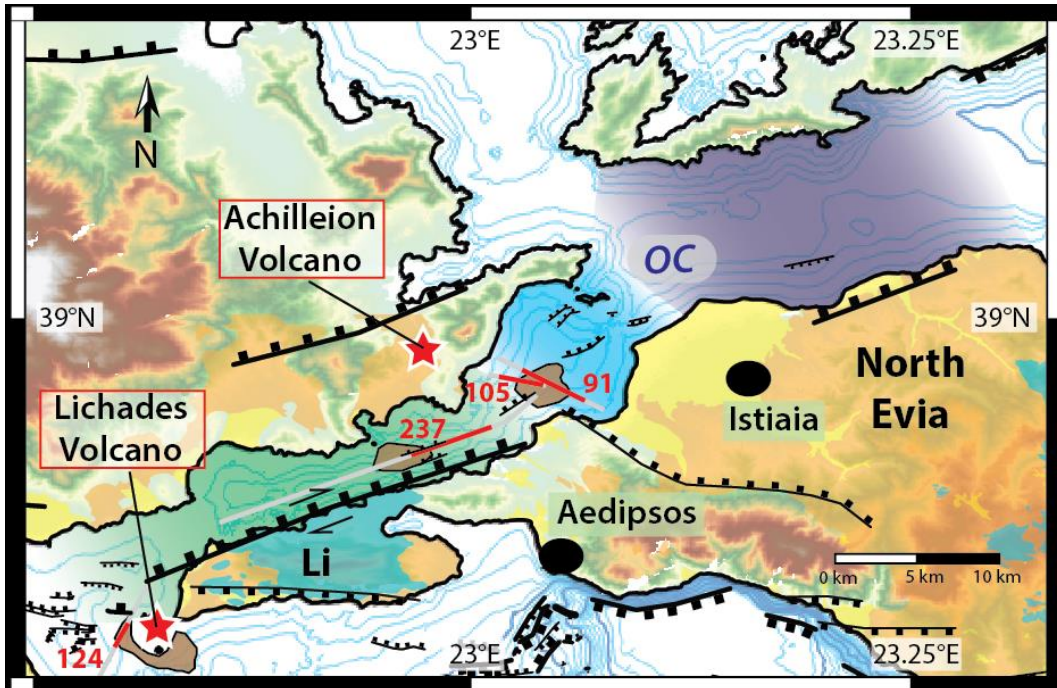 23°E
23.25°E
N
Achilleion
Volcano
OC
39°N
39°N
North
Evia
Lichades
Volcano
105
91
237
Istiaia
Aedipsos
Li
0 km
5 km
10 km
124
23°E
23.25°E